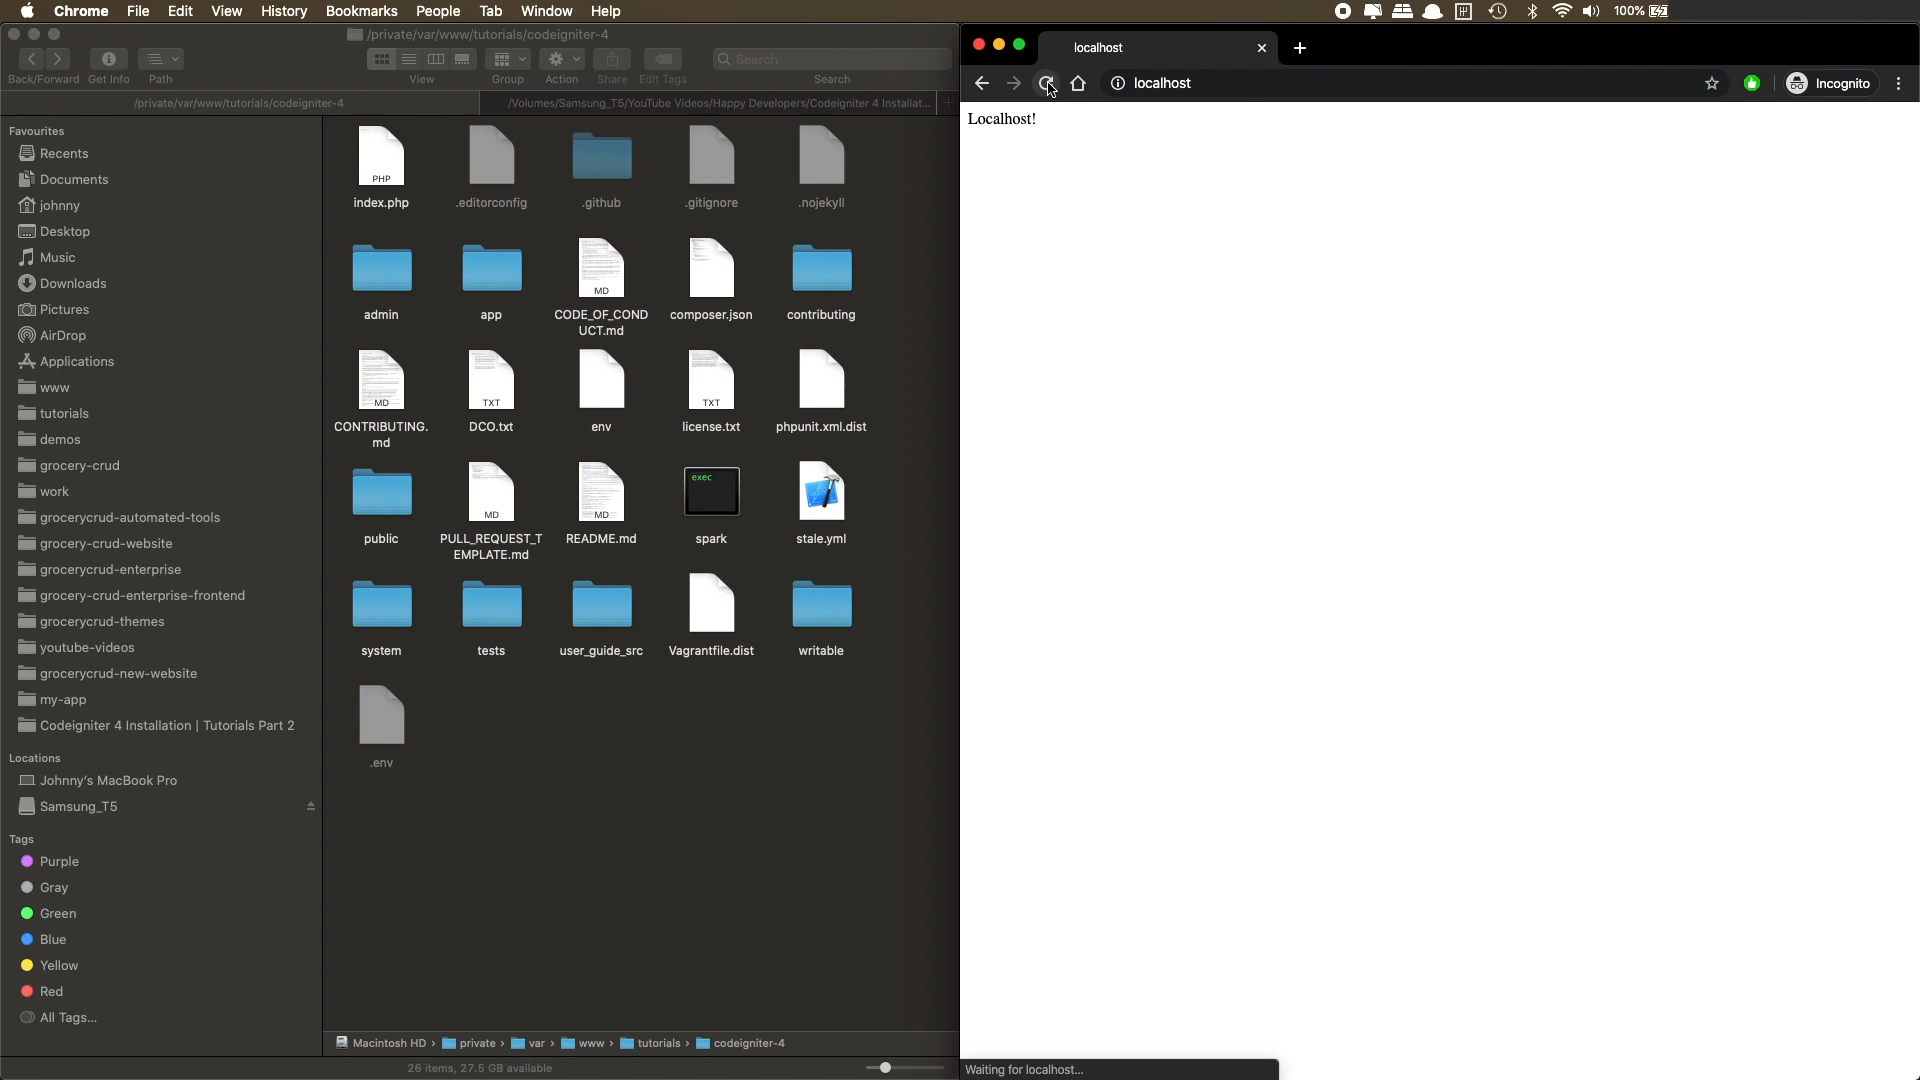 Chrome File Edit View History Bookmarks People Tab Window Help
100%
/private/var/www/tutorials/codeigniter-4
Back/Forward Get Info Path View Group Action Share Edit Tags Search
Search
/private/var/www/tutorials/codeigniter-4
/Volumes/Samsung_T5/YouTube Videos/Happy Developers/Codeigniter 4 Installat...
Favourites
Recents
Documents
johnny
Desktop
Music
Downloads
Pictures
AirDrop
Applications
www
tutorials
demos
grocery-crud
work
grocerycrud-automated-tools
grocery-crud-website
grocerycrud-enterprise
grocery-crud-enterprise-frontend
grocerycrud-themes
youtube-videos
grocerycrud-new-website
my-app
Codeigniter 4 Installation | Tutorials Part 2
Locations
Johnny's MacBook Pro
Samsung_T5
Tags
Purple
Gray
Green
Blue
Yellow
Red
All Tags...
PHP
index.php .editorconfig .github .gitignore .nojekyll
MD
admin app CODE_OF_COND composer.json contributing
UCT.md
MD TXT TXT
CONTRIBUTING. DCO.txt env license.txt phpunit.xml.dist
md
exec
MD MD
public PULL_REQUEST_T README.md spark stale.yml
EMPLATE.md
system tests user_guide_src Vagrantfile.dist writable
.env
Macintosh HD › private › var › www › tutorials › codeigniter-4
26 items, 27.5 GB available
localhost
localhost
Incognito
Localhost!
Waiting for localhost...